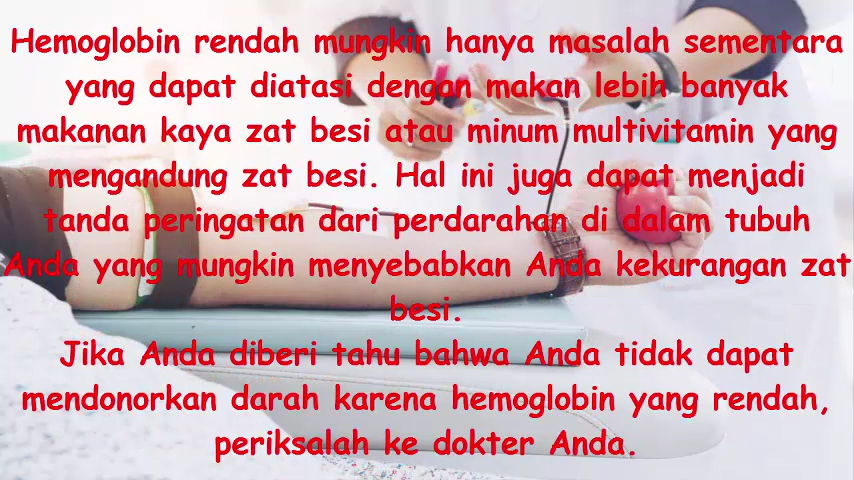 Hemoglobin rendah mungkin hanya masalah sementara
yang dapat diatasi dengan makan lebih banyak
makanan kaya zat besi atau minum multivitamin yang
mengandung zat besi. Hal ini juga dapat menjadi
tanda peringatan dari perdarahan di dalam tubuh
Anda yang mungkin menyebabkan Anda kekurangan zat
besi.
Jika Anda diberi tahu bahwa Anda tidak dapat
mendonorkan darah karena hemoglobin yang rendah,
periksalah ke dokter Anda.